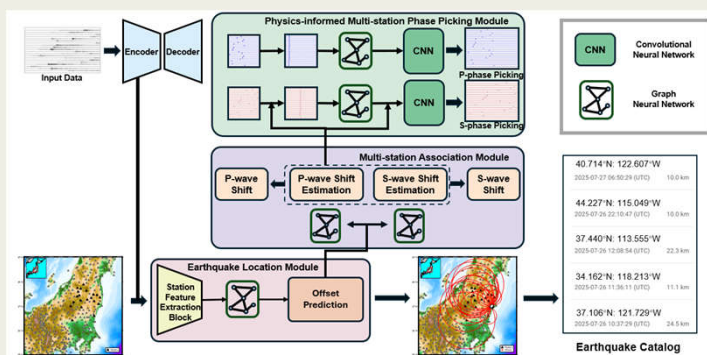 Physics-informed Multi-station Phase Picking Module
Encoder
Decoder
Input Data
CNN
P-phase Picking
CNN
S-phase Picking
CNN
Convolutional
Neural Network
Graph
Neural Network
Multi-station Association Module
P-wave
Shift
P-wave Shift
Estimation
S-wave Shift
Estimation
S-wave
Shift
Earthquake Location Module
Station
Feature
Extraction
Block
Offset
Prediction
40.714°N: 122.607°W
2025-07-27 06:50:29 (UTC) 10.0 km
44.227°N: 115.049°W
2025-07-26 22:10:47 (UTC) 10.0 km
37.440°N: 113.555°W
2025-07-26 12:08:54 (UTC) 22.3 km
34.162°N: 118.213°W
2025-07-26 11:36:11 (UTC) 11.1 km
37.106°N: 121.729°W
2025-07-26 10:37:29 (UTC) 24.5 km
Earthquake Catalog